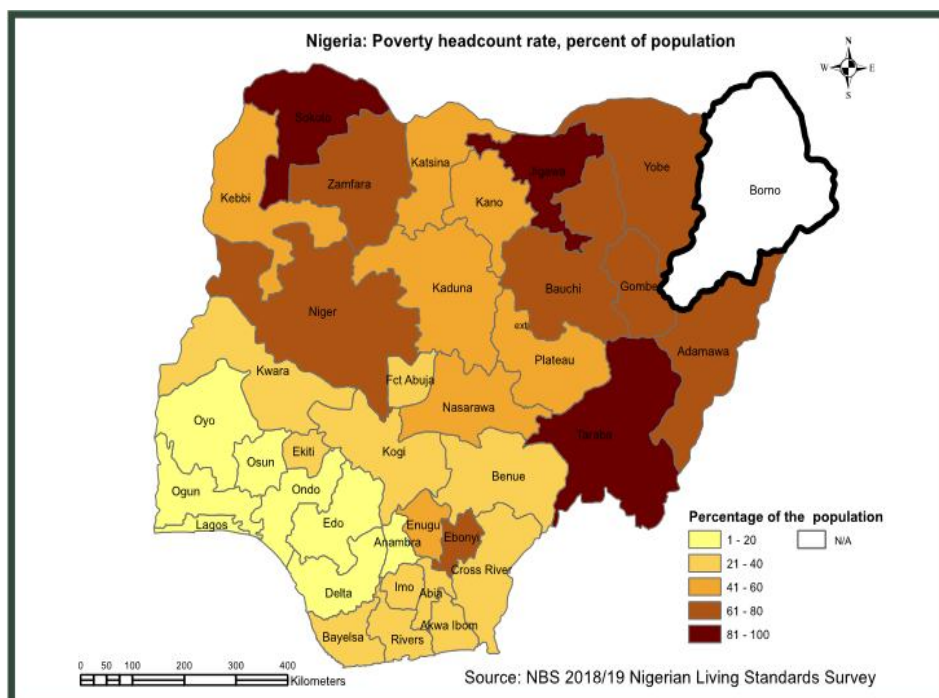 Nigeria: Poverty headcount rate, percent of population
N
W E
S
Sokoto
Katsina
Jigawa
Yobe
Borno
Zamfara
Kebbi
Kano
Kaduna
Bauchi
Gombe
Niger
Adamawa
ext
Plateau
Fct Abuja
Kwara
Nasarawa
Oyo
Taraba
Kogi
Ekiti
Osun
Benue
Ogun
Ondo
Lagos
Edo
Enugu
Anambra
Ebonyi
Cross River
Delta
Imo
Abia
Akwa Ibom
Bayelsa
Rivers
Percentage of the population
1 - 20
N/A
21 - 40
41 - 60
61 - 80
81 - 100
0 50 100 200 300 400
Kilometers
Source: NBS 2018/19 Nigerian Living Standards Survey